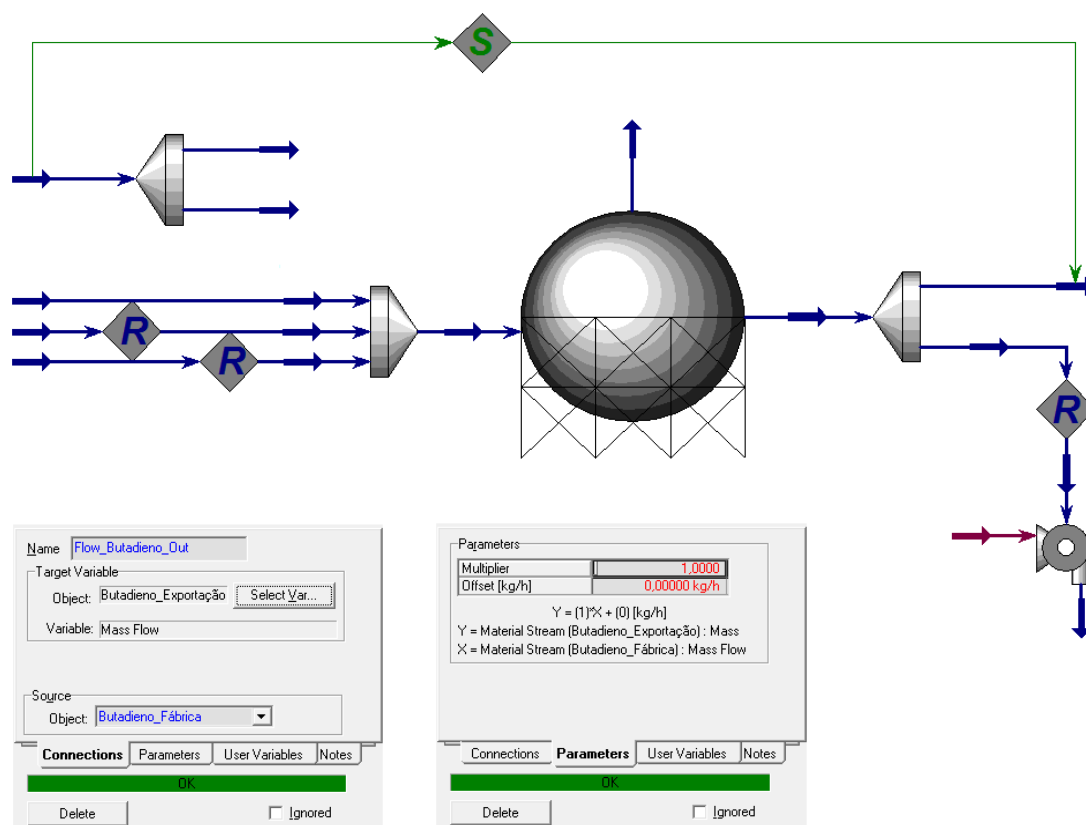 S
R
R
R
Name Flow_Butadieno_Out
Target Variable
Object: Butadieno_Exportação Select Var...
Variable: Mass Flow
Source
Object: Butadieno_Fábrica
Connections Parameters User Variables Notes
OK
Delete Ignored
Parameters
Multiplier 1,0000
Offset [kg/h] 0,00000 kg/h
Y = (1)*X + (0) [kg/h]
Y = Material Stream (Butadieno_Exportação) : Mass
X = Material Stream (Butadieno_Fábrica) : Mass Flow
Connections Parameters User Variables Notes
OK
Delete Ignored